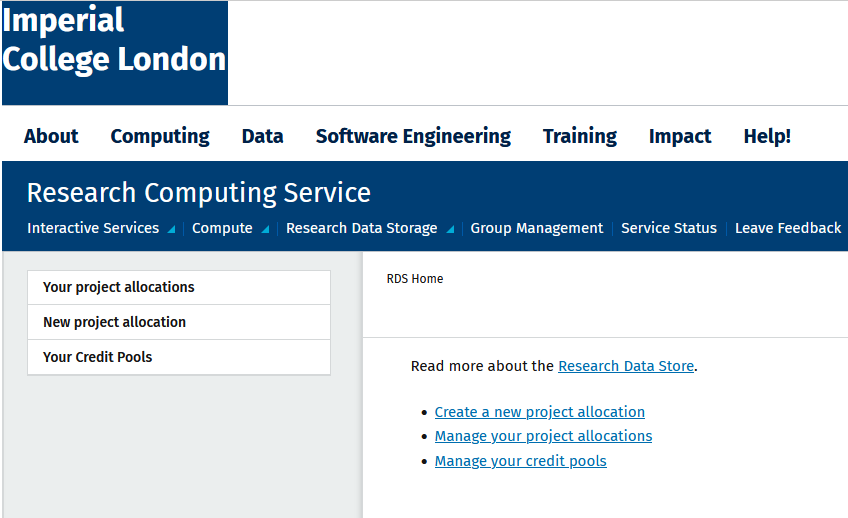 Imperial
College London
About Computing Data Software Engineering Training Impact Help!
Research Computing Service
Interactive Services Compute Research Data Storage Group Management Service Status Leave Feedback
Your project allocations
New project allocation
Your Credit Pools
RDS Home
Read more about the Research Data Store.
• Create a new project allocation
• Manage your project allocations
• Manage your credit pools